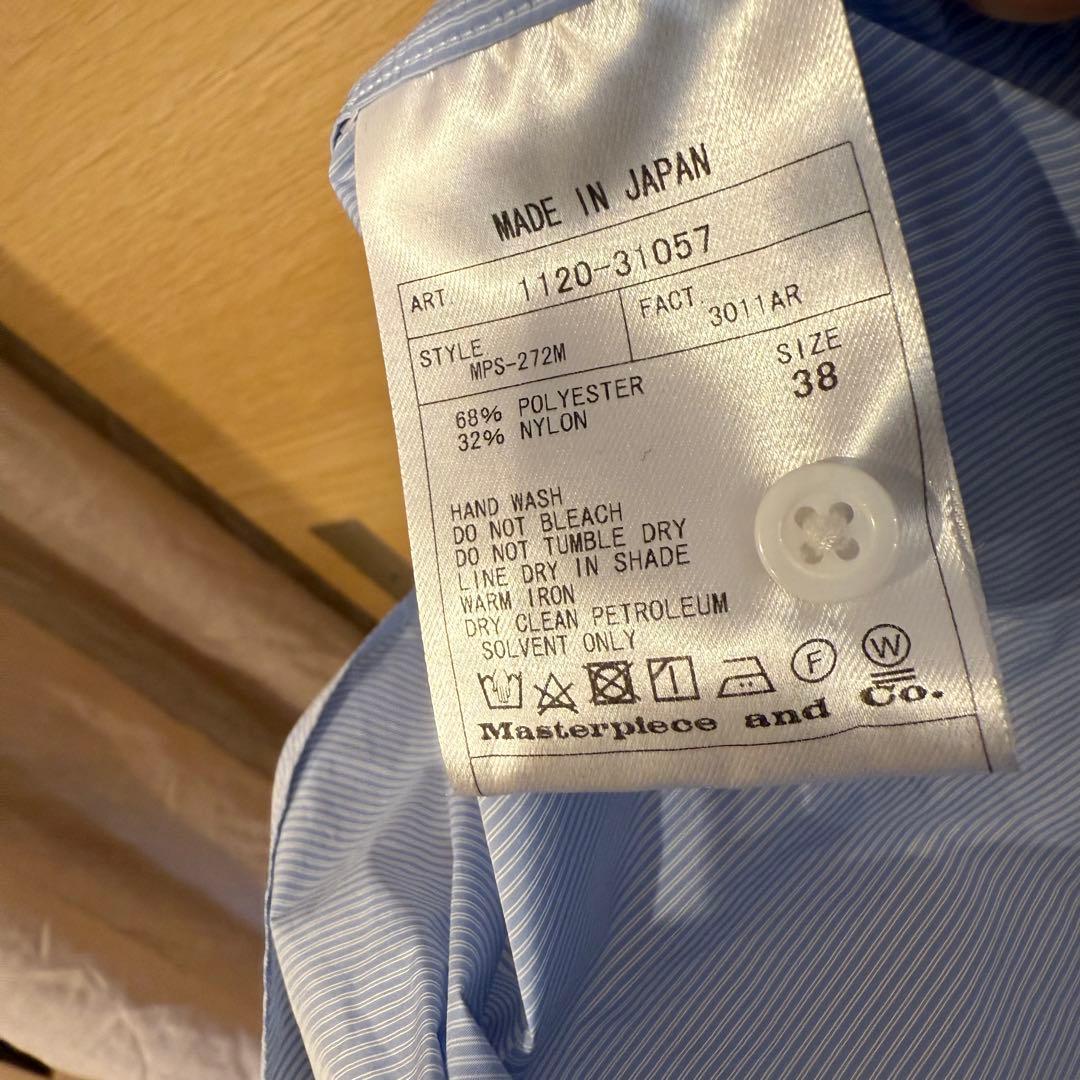 MADE IN JAPAN
ART. 1120-31057
STYLE MPS-272M
FACT. 3011AR
68% POLYESTER
32% NYLON
SIZE
38
HAND WASH
DO NOT BLEACH
DO NOT TUMBLE DRY
LINE DRY IN SHADE
WARM IRON
DRY CLEAN PETROLEUM
SOLVENT ONLY
F W
Masterpiece and Co.